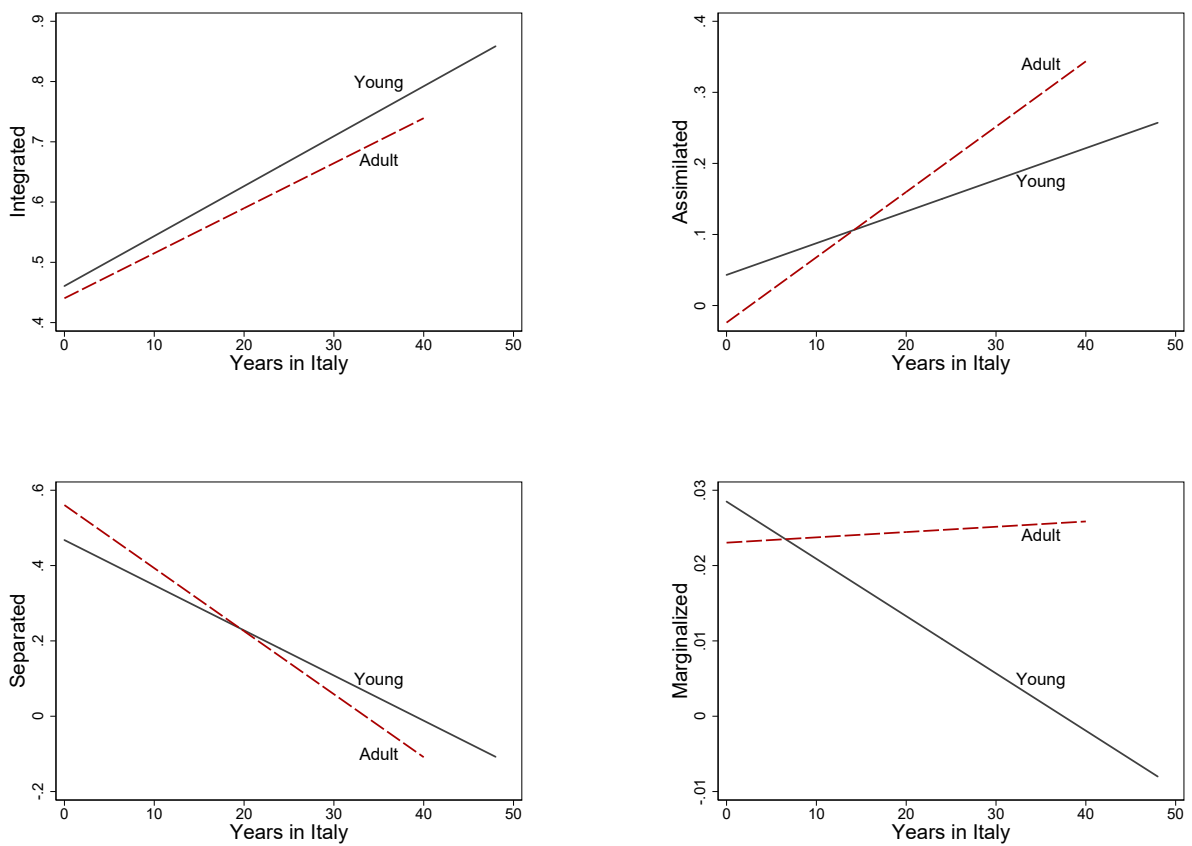 Integrated
.9
.8
.7
.6
.5
.4
Young
Adult
0 10 20 30 40 50
Years in Italy
Assimilated
.4
.3
.2
.1
0
Adult
Young
0 10 20 30 40 50
Years in Italy
Separated
.6
.4
.2
0
-.2
Young
Adult
0 10 20 30 40 50
Years in Italy
Marginalized
.03
.02
.01
0
-.01
Adult
Young
0 10 20 30 40 50
Years in Italy